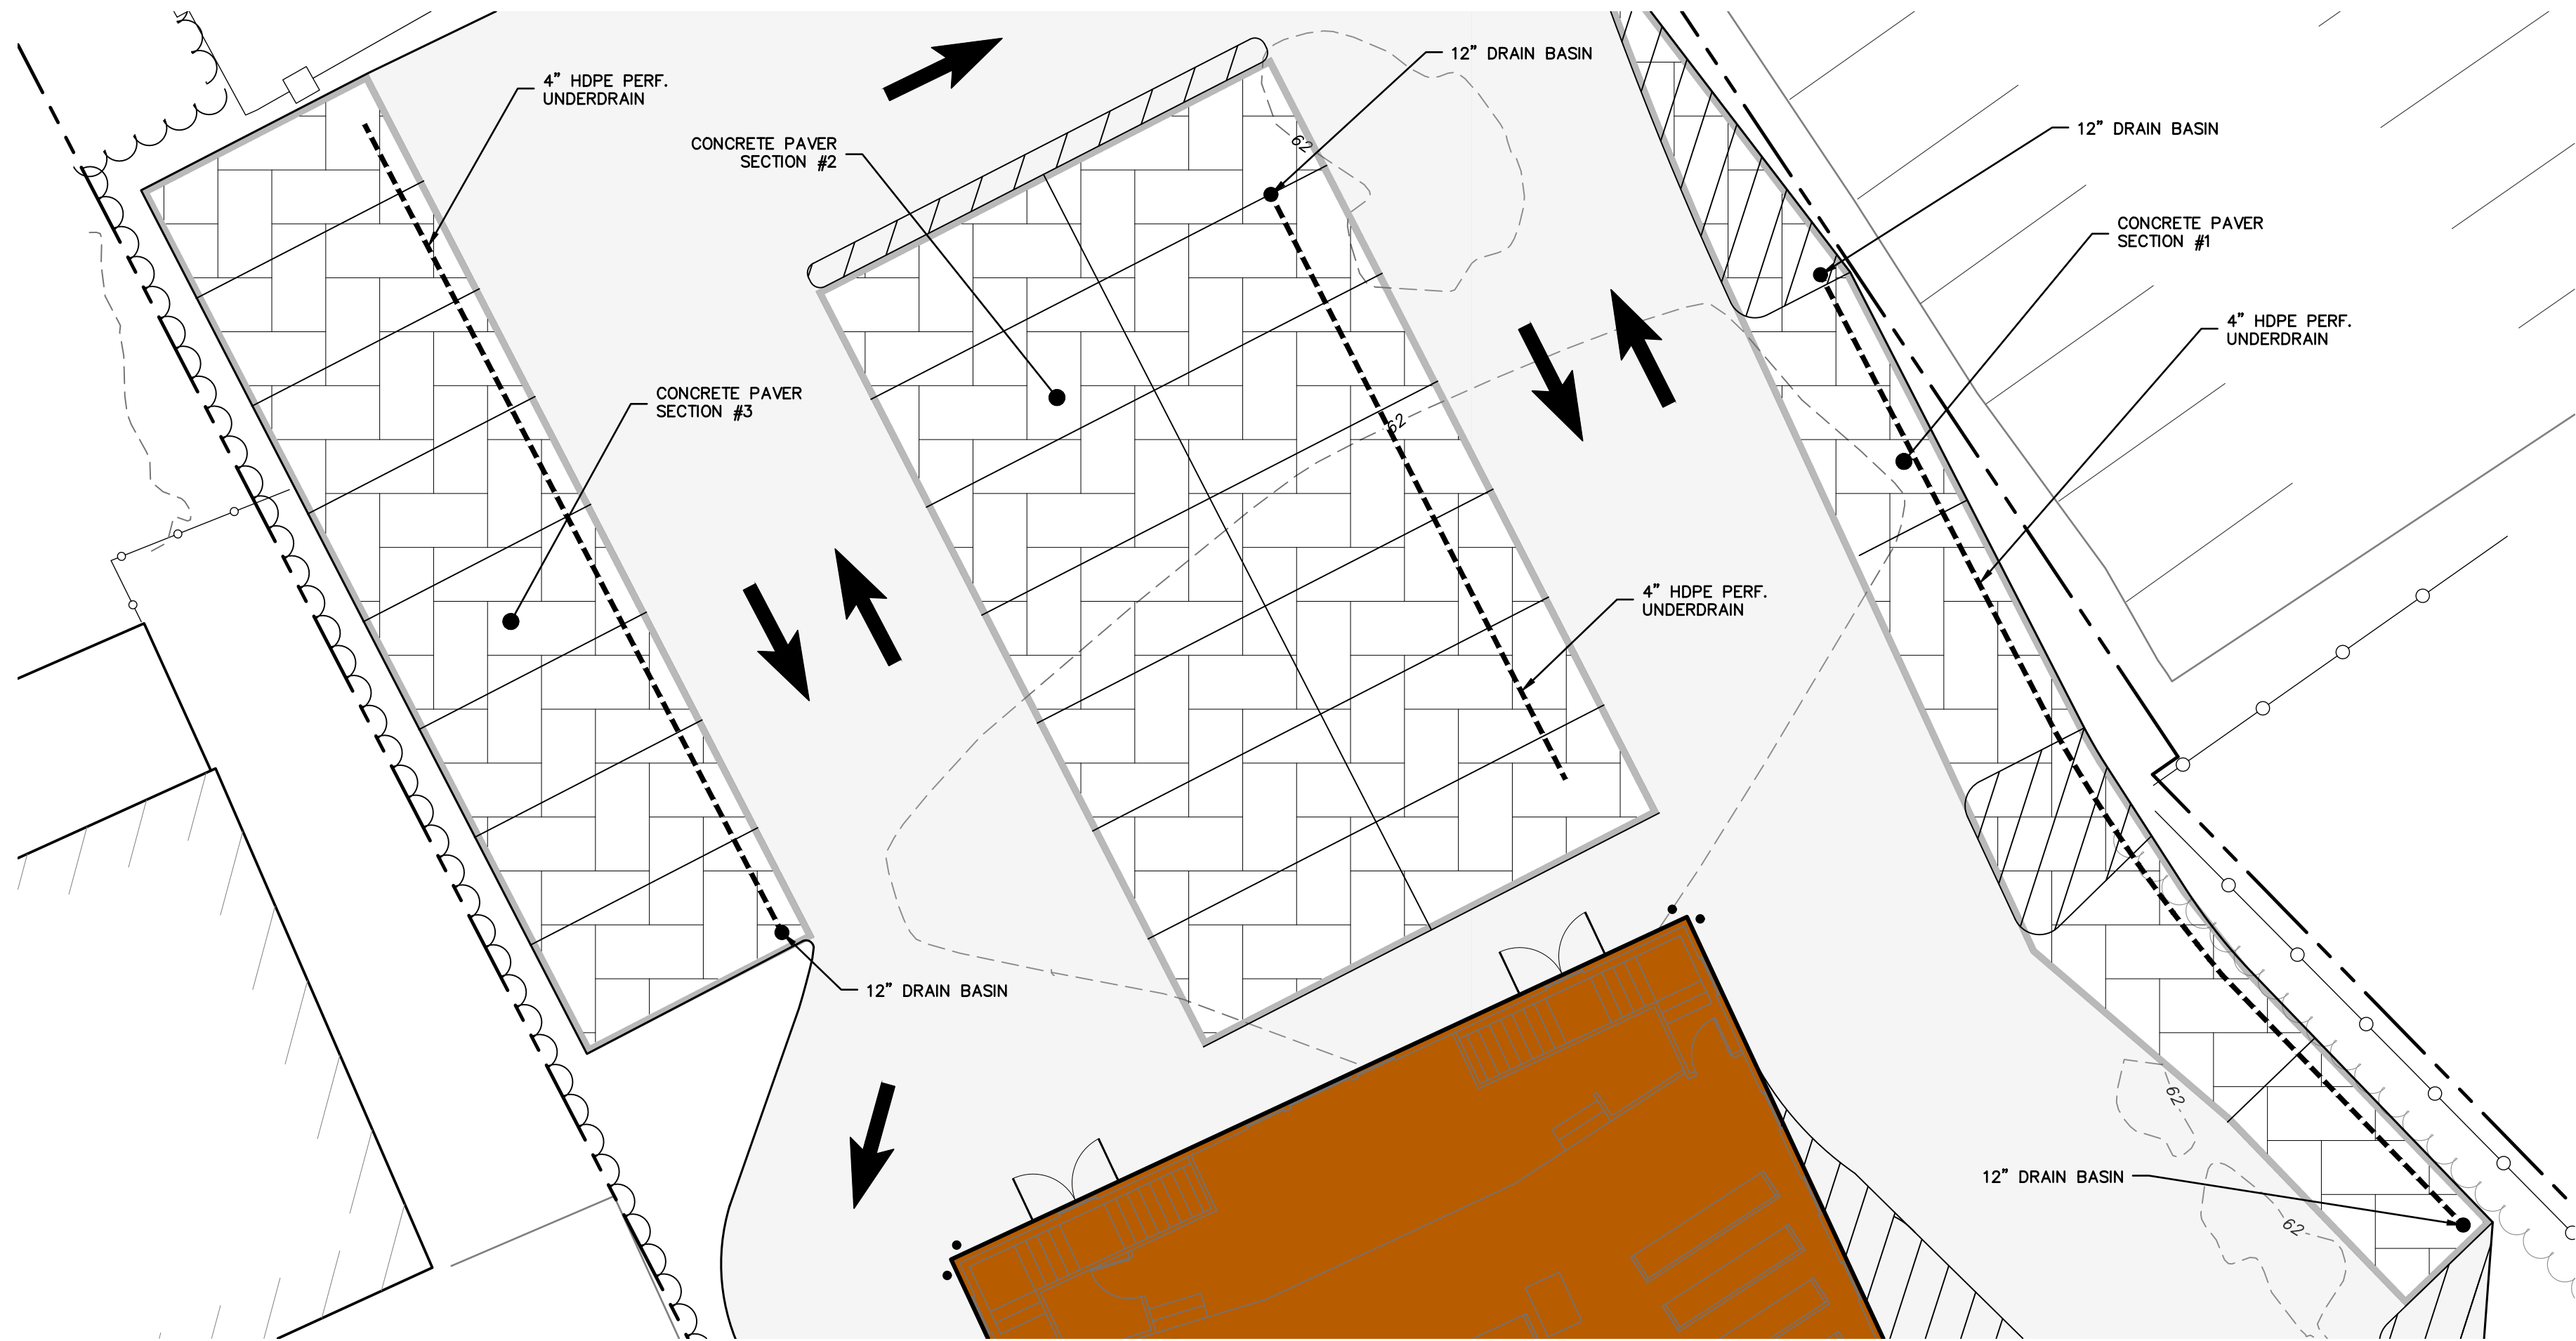 4” HDPE PERF.
UNDERDRAIN
12” DRAIN BASIN
CONCRETE PAVER
SECTION #2
12” DRAIN BASIN
62
CONCRETE PAVER
SECTION #1
4” HDPE PERF.
UNDERDRAIN
CONCRETE PAVER
SECTION #3
62
4” HDPE PERF.
UNDERDRAIN
12” DRAIN BASIN
62
12” DRAIN BASIN
62